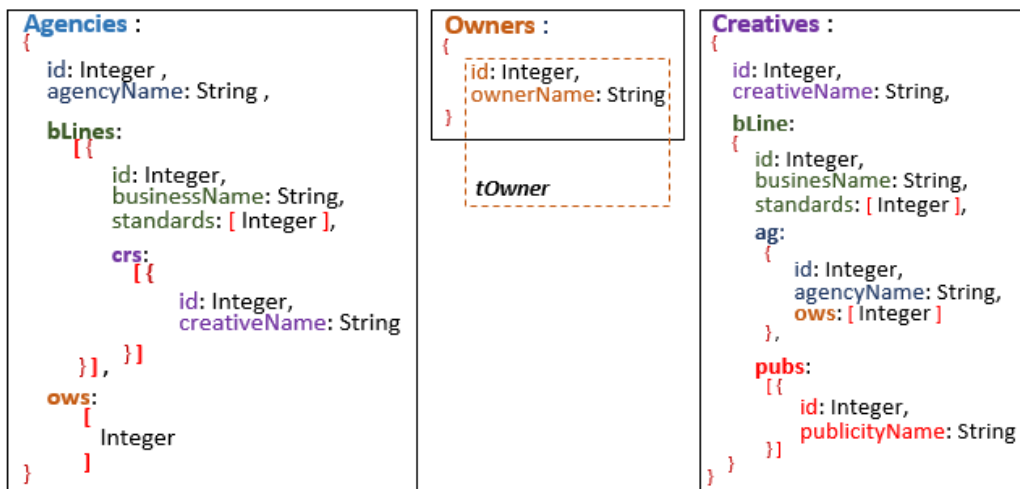 Agencies :
{
id: Integer ,
agencyName: String ,
bLines:
[ {
id: Integer,
businessName: String,
standards: [ Integer ],
crs:
[ {
id: Integer,
creativeName: String
} ]
} ] ,
ows:
[
Integer
]
}
Owners :
{
id: Integer,
ownerName: String
}
tOwner
Creatives :
{
id: Integer,
creativeName: String,
bLine:
{
id: Integer,
businesName: String,
standards: [ Integer ],
ag:
{
id: Integer,
agencyName: String,
ows: [ Integer ]
},
pubs:
[ {
id: Integer,
publicityName: String
} ]
}
}